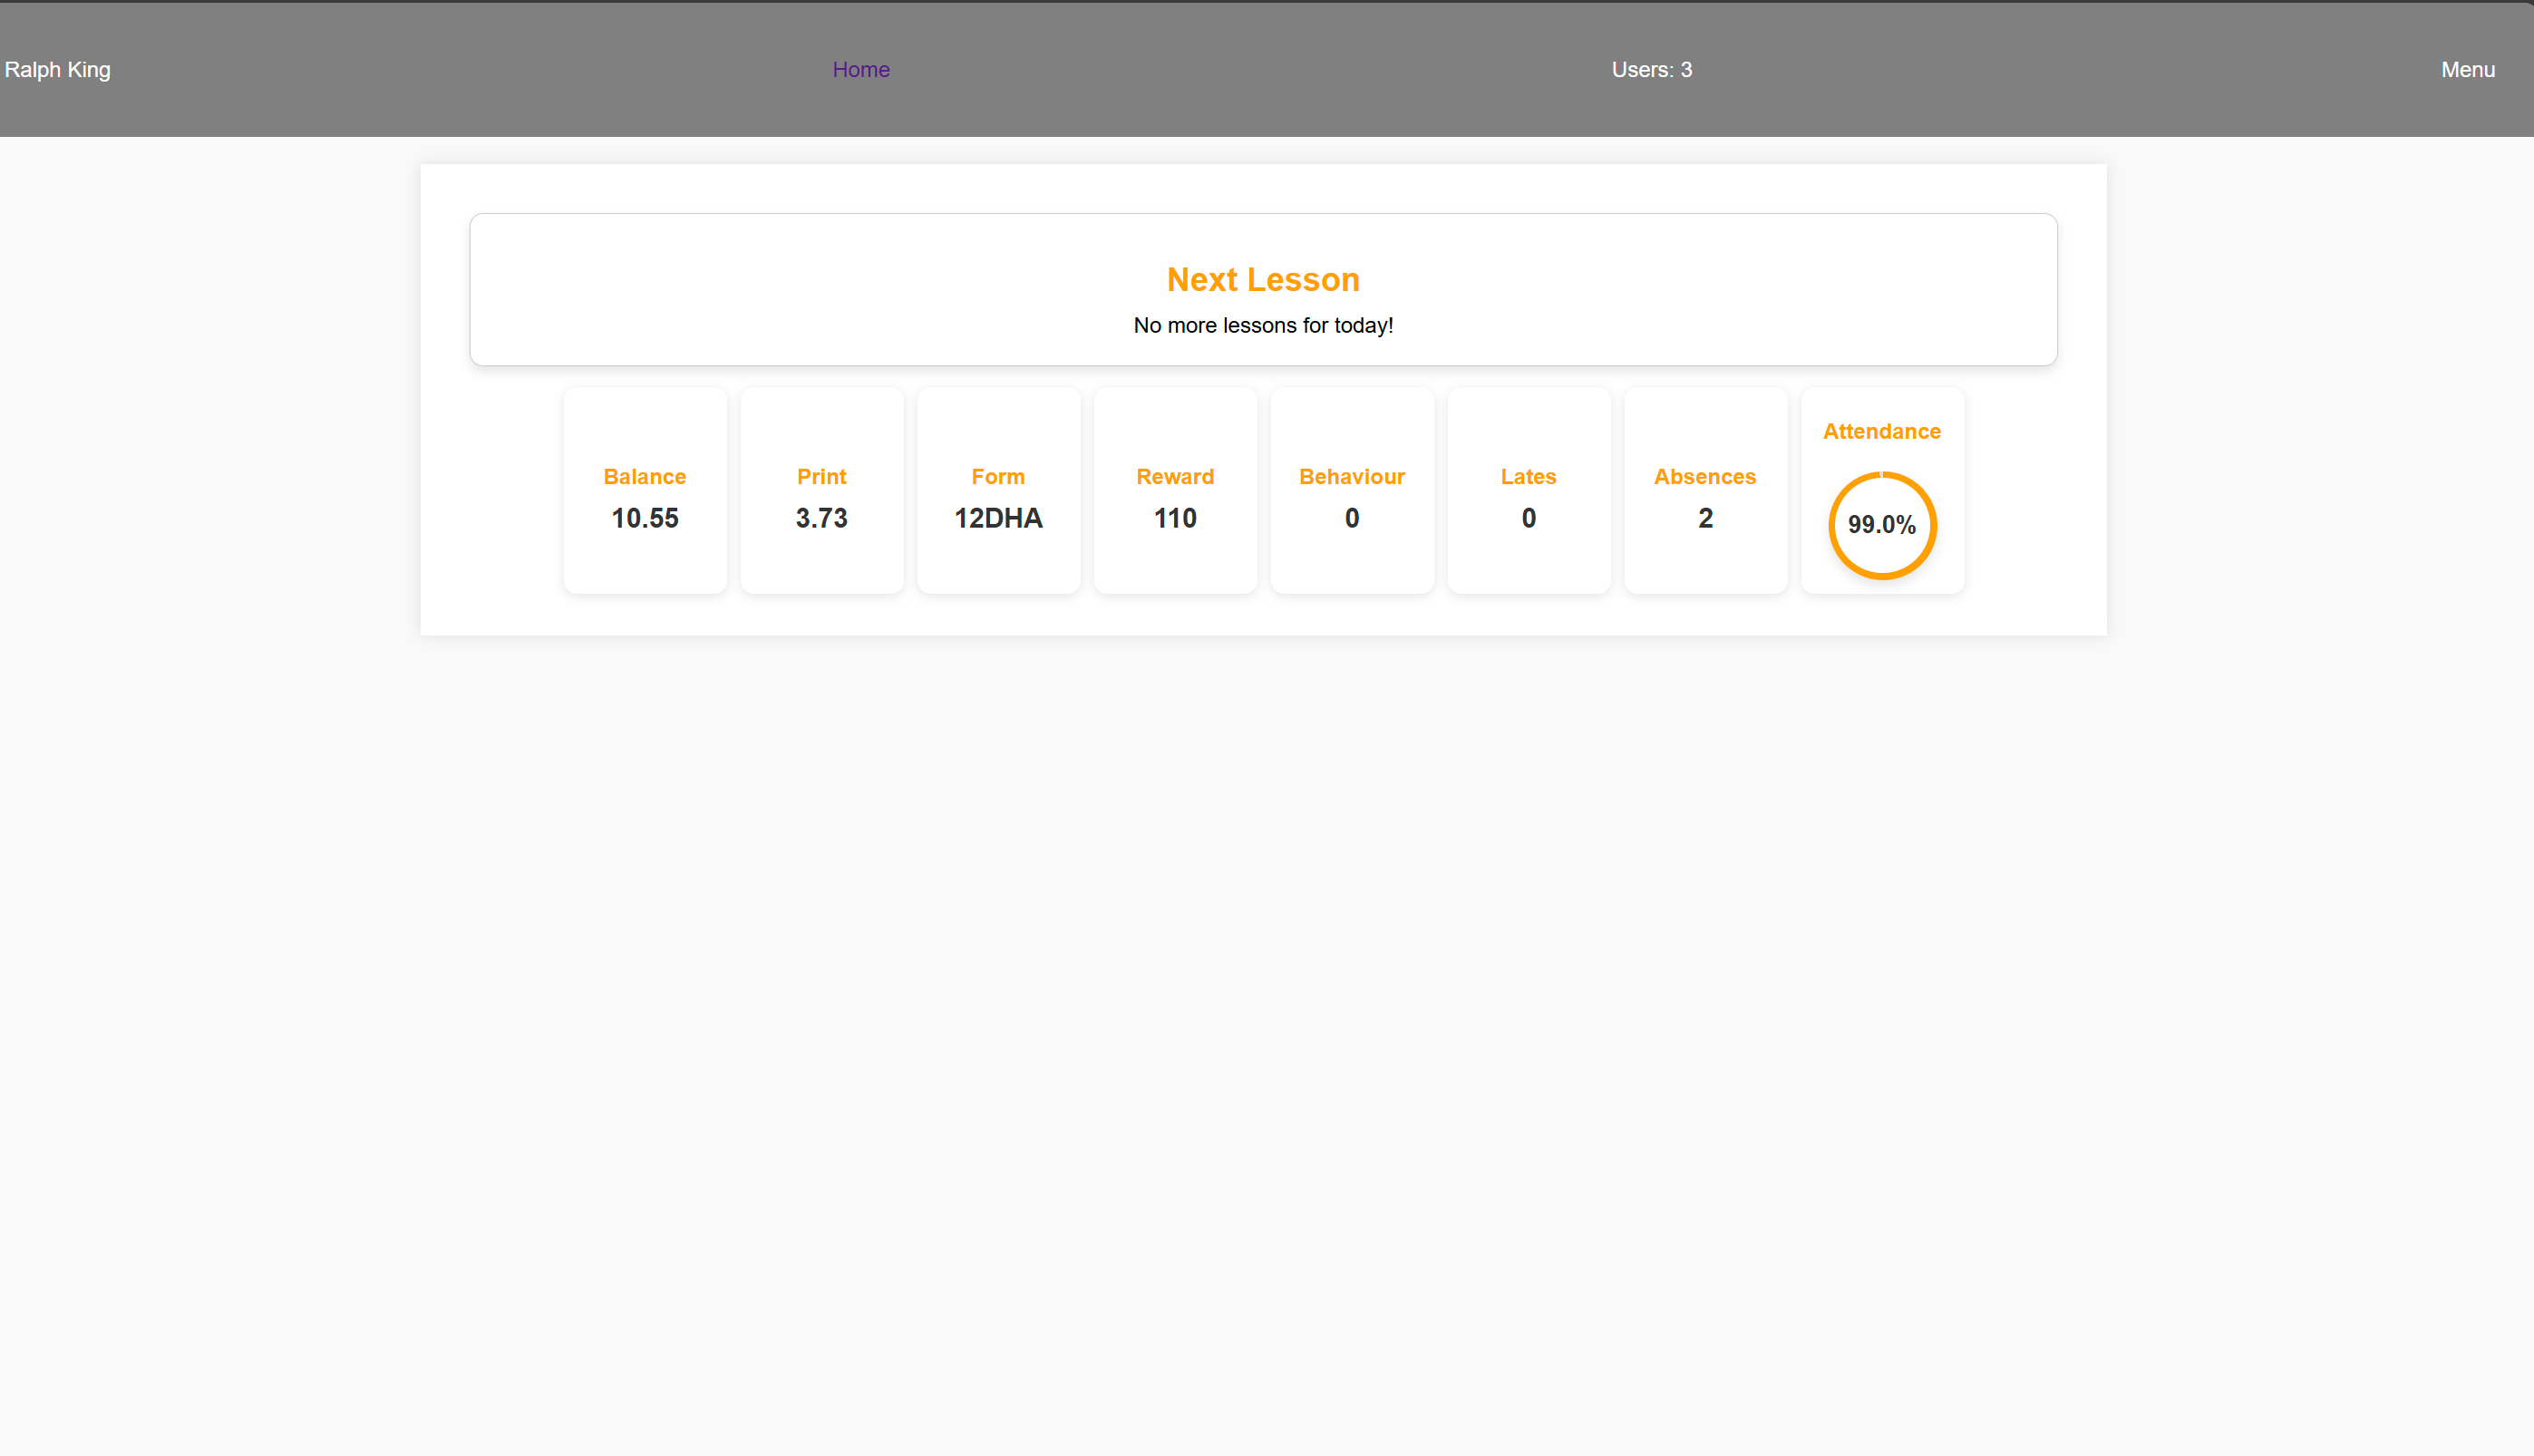 Ralph King
Home
Users: 3
Menu
Next Lesson
No more lessons for today!
Balance
10.55
Print
3.73
Form
12DHA
Reward
110
Behaviour
0
Lates
0
Absences
2
Attendance
99.0%